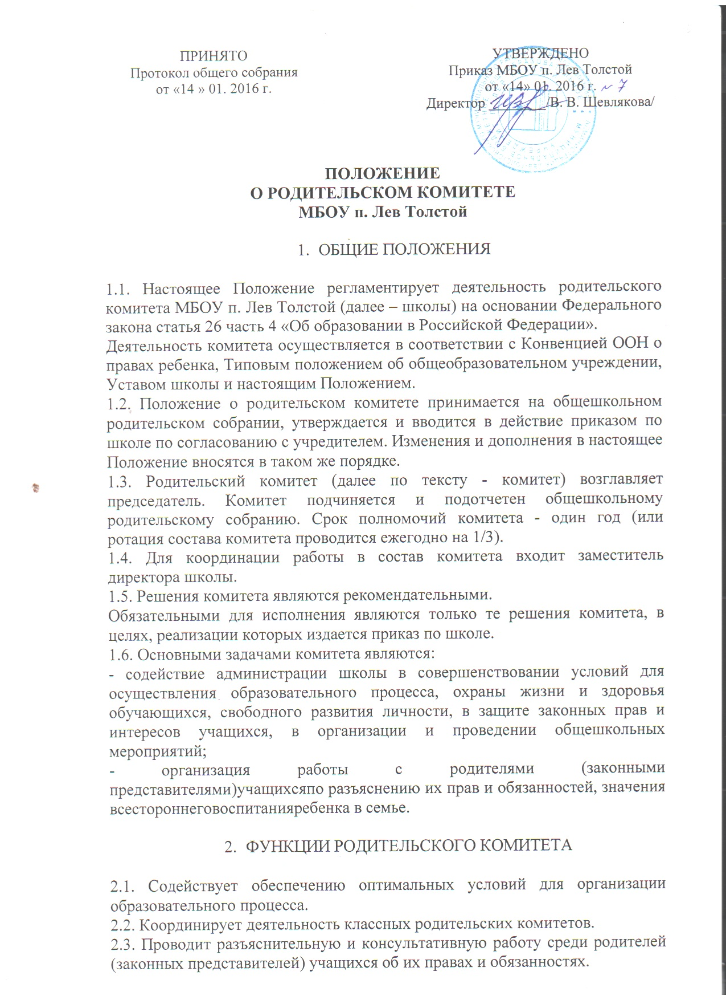 ПРИНЯТО
Протокол общего собрания
от «14 » 01. 2016 г.
УТВЕРЖДЕНО
Приказ МБОУ п. Лев Толстой
от «14» 01. 2016 г. ~ 7
Директор ________/В. В. Шевлякова/
ПОЛОЖЕНИЕ
О РОДИТЕЛЬСКОМ КОМИТЕТЕ
МБОУ п. Лев Толстой
1. ОБЩИЕ ПОЛОЖЕНИЯ
1.1. Настоящее Положение регламентирует деятельность родительского
комитета МБОУ п. Лев Толстой (далее – школы) на основании Федерального
закона статья 26 часть 4 «Об образовании в Российской Федерации».
Деятельность комитета осуществляется в соответствии с Конвенцией ООН о
правах ребенка, Типовым положением об общеобразовательном учреждении,
Уставом школы и настоящим Положением.
1.2. Положение о родительском комитете принимается на общешкольном
родительском собрании, утверждается и вводится в действие приказом по
школе по согласованию с учредителем. Изменения и дополнения в настоящее
Положение вносятся в таком же порядке.
1.3. Родительский комитет (далее по тексту - комитет) возглавляет
председатель. Комитет подчиняется и подотчетен общешкольному
родительскому собранию. Срок полномочий комитета - один год (или
ротация состава комитета проводится ежегодно на 1/3).
1.4. Для координации работы в состав комитета входит заместитель
директора школы.
1.5. Решения комитета являются рекомендательными.
Обязательными для исполнения являются только те решения комитета, в
целях, реализации которых издается приказ по школе.
1.6. Основными задачами комитета являются:
- содействие администрации школы в совершенствовании условий для
осуществления образовательного процесса, охраны жизни и здоровья
обучающихся, свободного развития личности, в защите законных прав и
интересов учащихся, в организации и проведении общешкольных
мероприятий;
- организация работы с родителями (законными
представителями)учащихсяпо разъяснению их прав и обязанностей, значения
всестороннеговоспитанияребенка в семье.
2. ФУНКЦИИ РОДИТЕЛЬСКОГО КОМИТЕТА
2.1. Содействует обеспечению оптимальных условий для организации
образовательного процесса.
2.2. Координирует деятельность классных родительских комитетов.
2.3. Проводит разъяснительную и консультативную работу среди родителей
(законных представителей) учащихся об их правах и обязанностях.